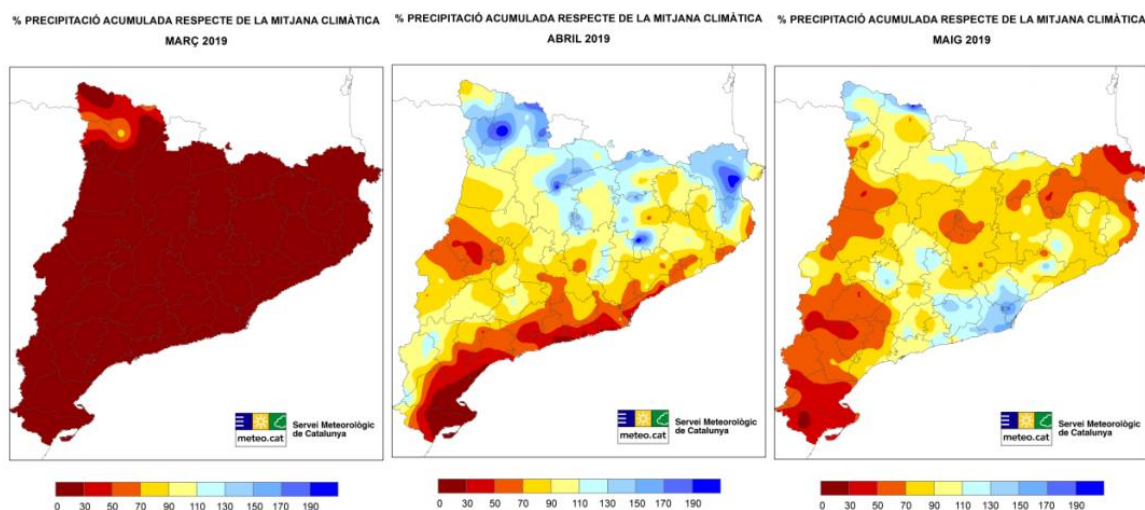 % PRECIPITACIÓ ACUMULADA RESPECTE DE LA MITJANA CLIMÀTICA
MARÇ 2019
meteo.cat
Servei Meteorològic
de Catalunya
0 30 50 70 90 110 130 150 170 190
% PRECIPITACIÓ ACUMULADA RESPECTE DE LA MITJANA CLIMÀTICA
ABRIL 2019
meteo.cat
Servei Meteorològic
de Catalunya
0 30 50 70 90 110 130 150 170 190
% PRECIPITACIÓ ACUMULADA RESPECTE DE LA MITJANA CLIMÀTICA
MAIG 2019
meteo.cat
Servei Meteorològic
de Catalunya
0 30 50 70 90 110 130 150 170 190